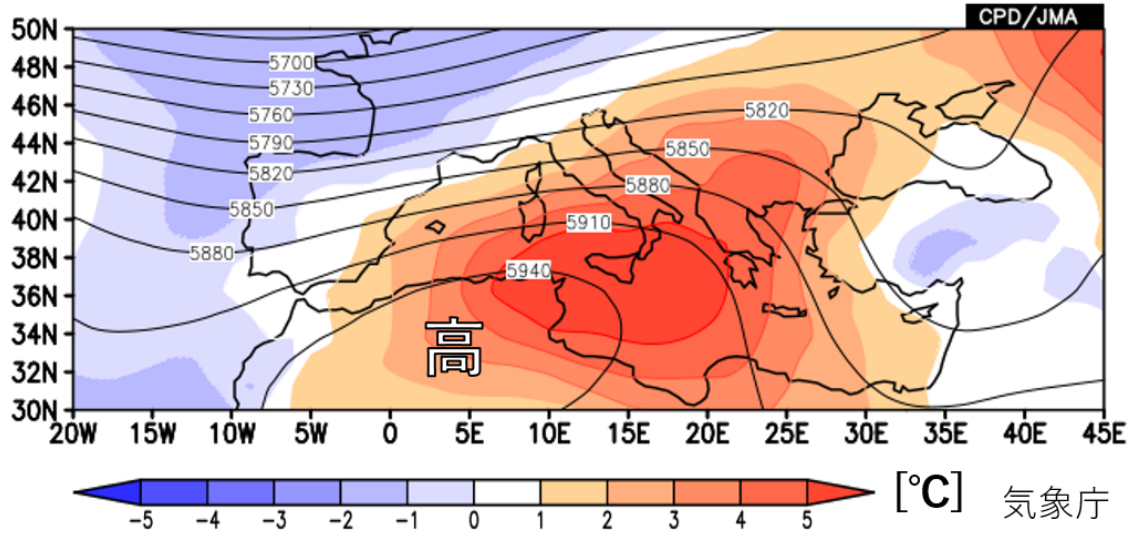 CPD/JMA
50N
48N
46N
44N
42N
40N
38N
36N
34N
32N
30N
5700
5730
5760
5790
5820
5850
5880
5820
5850
5880
5910
5940
高
20W 15W 10W 5W 0 5E 10E 15E 20E 25E 30E 35E 40E 45E
-5 -4 -3 -2 -1 0 1 2 3 4 5
[℃]
気象庁